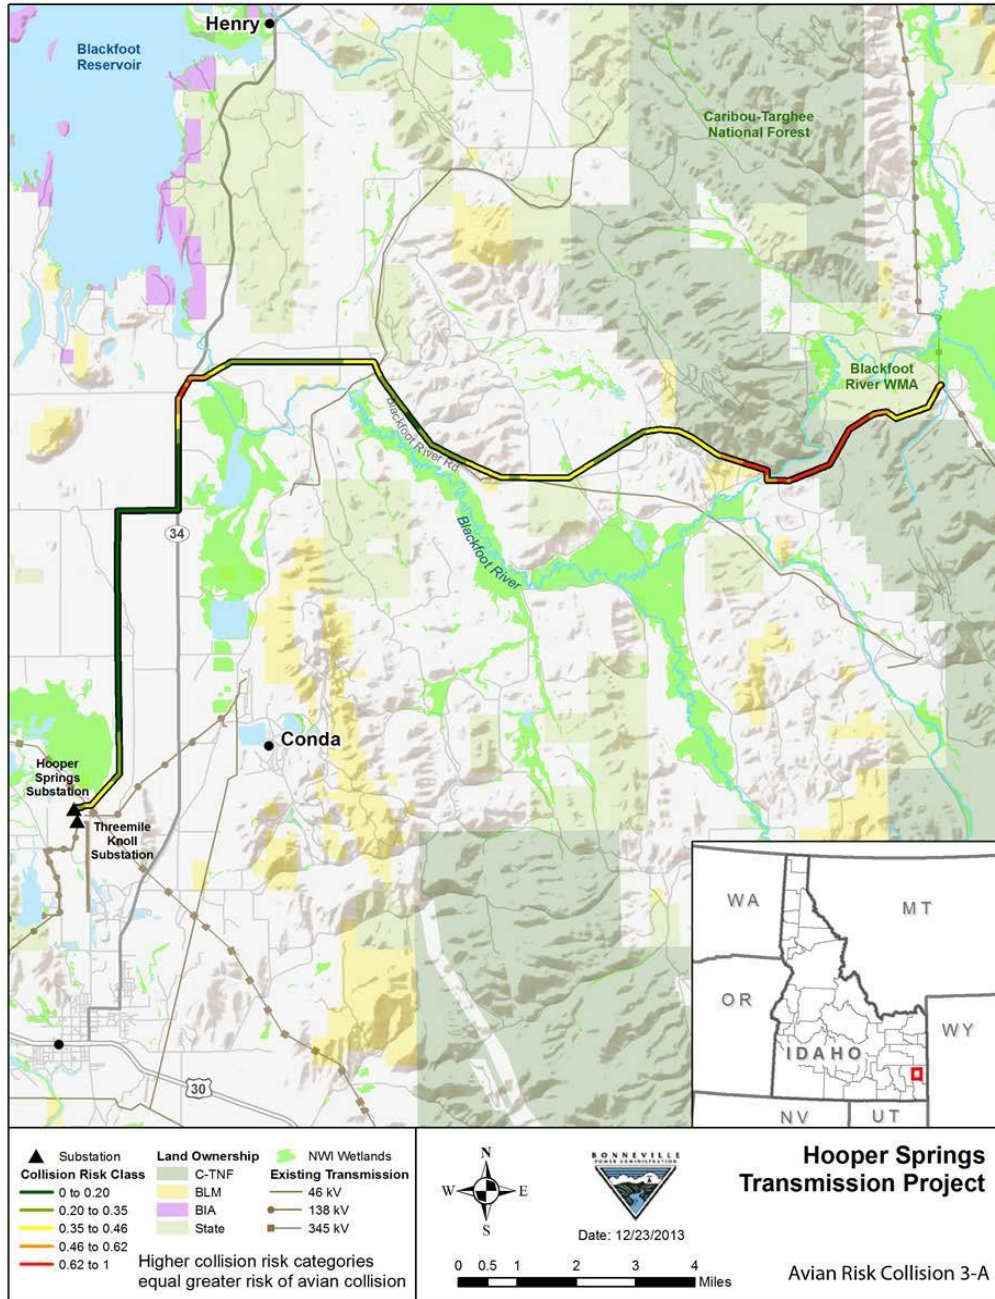 Henry
Blackfoot
Reservoir
Caribou-Targhee
National Forest
Blackfoot
River WMA
Blackfoot River Rd
34
Blackfoot River
Conda
Hooper
Springs
Substation
Threemile
Knoll
Substation
30
WA
MT
OR
IDAHO
WY
NV
UT
Substation
Collision Risk Class
0 to 0.20
0.20 to 0.35
0.35 to 0.46
0.46 to 0.62
0.62 to 1
Land Ownership
C-TNF
BLM
BIA
State
NWI Wetlands
Existing Transmission
46 kV
138 kV
345 kV
Higher collision risk categories
equal greater risk of avian collision
N
W E
S
BONNEVILLE
POWER ADMINISTRATION
Date: 12/23/2013
0 0.5 1 2 3 4
Miles
Hooper Springs
Transmission Project
Avian Risk Collision 3-A